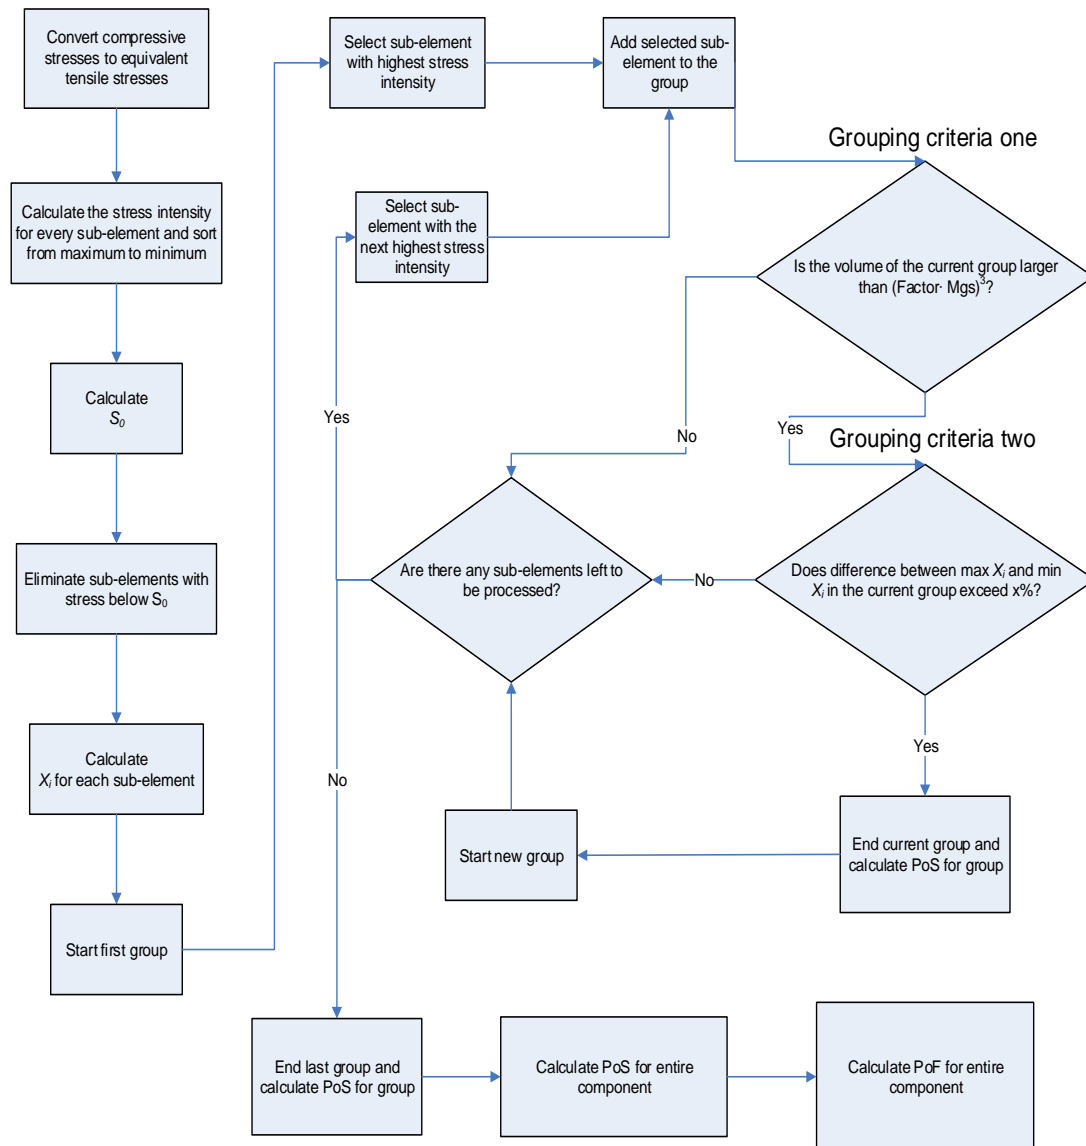 Convert compressive
stresses to equivalent
tensile stresses
Select sub-element
with highest stress
intensity
Add selected sub-
element to the
group
Grouping criteria one
Calculate the stress intensity
for every sub-element and sort
from maximum to minimum
Select sub-
element with the
next highest stress
intensity
Is the volume of the current group larger
than (Factor· Mgs)³?
Calculate
S₀
Yes
No
Yes
Grouping criteria two
Eliminate sub-elements with
stress below S₀
Are there any sub-elements left to
be processed?
No
Does difference between max Xᵢ and min
Xᵢ in the current group exceed x%?
Calculate
Xᵢ for each sub-element
No
Yes
Start first group
Start new group
End current group and
calculate PoS for group
End last group and
calculate PoS for group
Calculate PoS for entire
component
Calculate PoF for entire
component